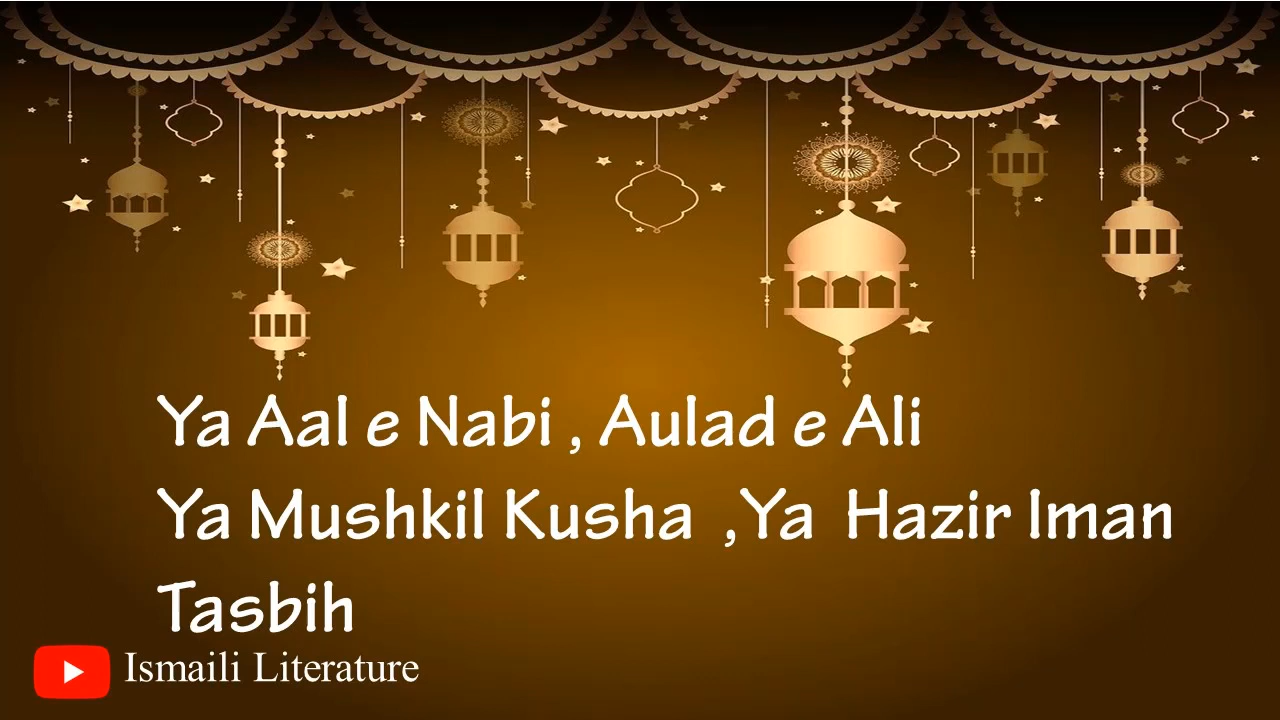 Ya Aal e Nabi , Aulad e Ali
Ya Mushkil Kusha ,Ya Hazir Iman
Tasbih
Ismaili Literature